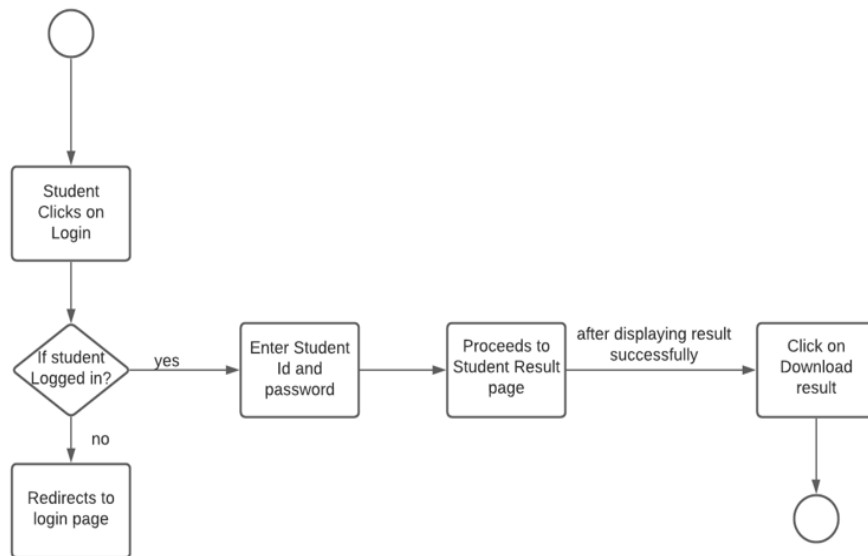 Student
Clicks on
Login
If student
Logged in?
yes
no
Redirects to
login page
Enter Student
Id and
password
Proceeds to
Student Result
page
after displaying result
successfully
Click on
Download
result